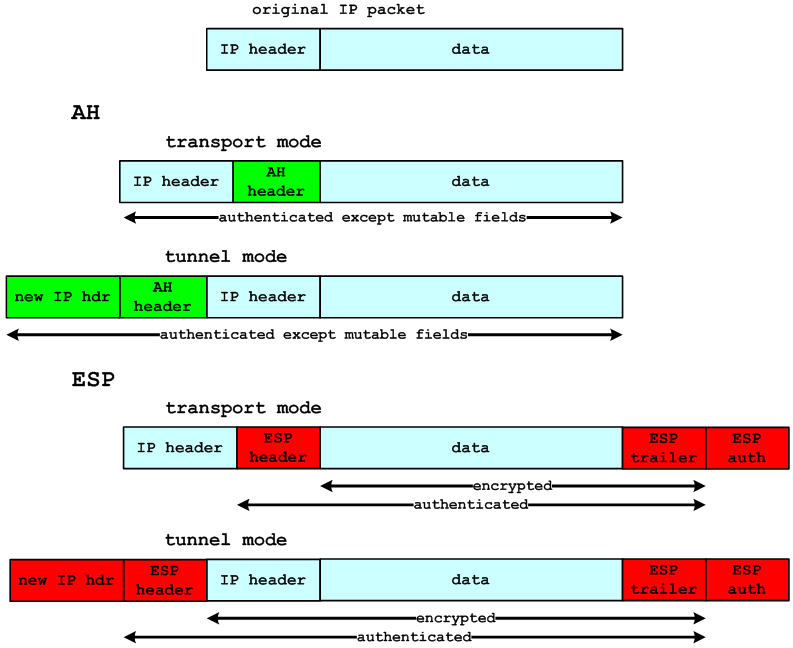 original IP packet
IP header data
AH
transport mode
IP header AH header data
authenticated except mutable fields
tunnel mode
new IP hdr AH header IP header data
authenticated except mutable fields
ESP
transport mode
IP header ESP header data ESP trailer ESP auth
encrypted
authenticated
tunnel mode
new IP hdr ESP header IP header data ESP trailer ESP auth
encrypted
authenticated